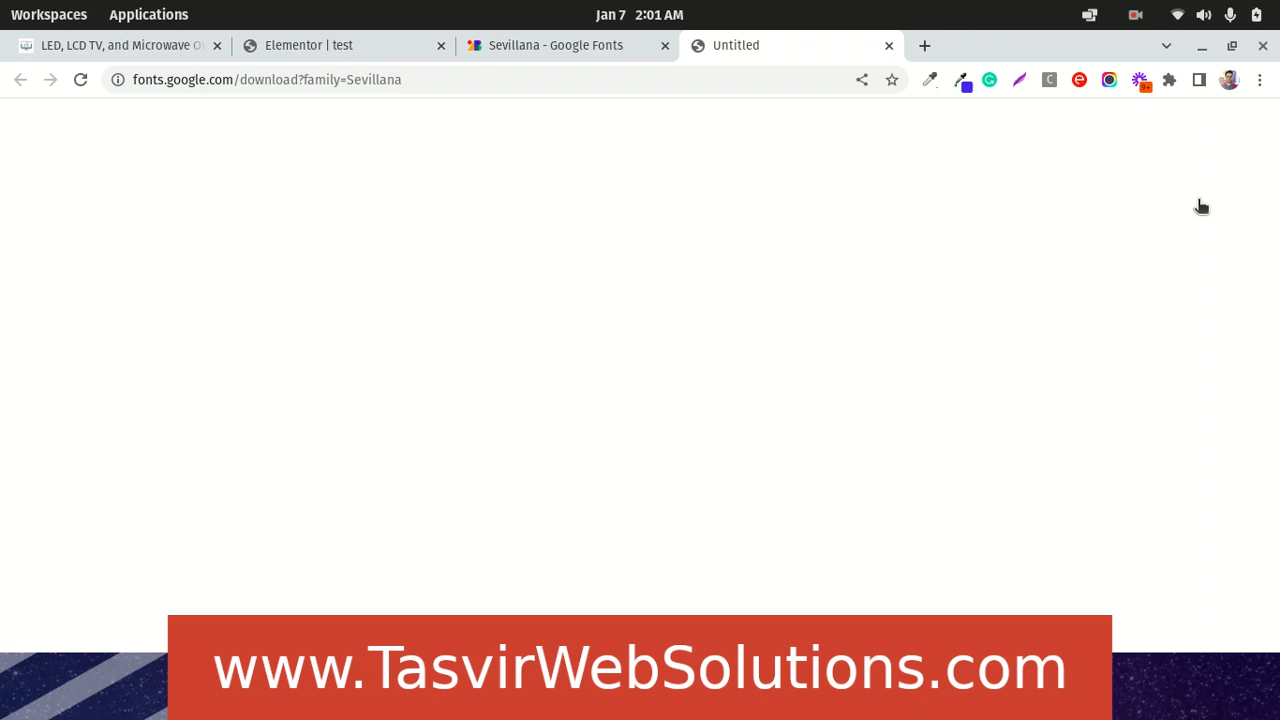 Workspaces Applications Jan 7 2:01 AM
LED, LCD TV, and Microwave Elementor | test Sevillana - Google Fonts Untitled
fonts.google.com/download?family=Sevillana C e 9+
www.TasvirWebSolutions.com